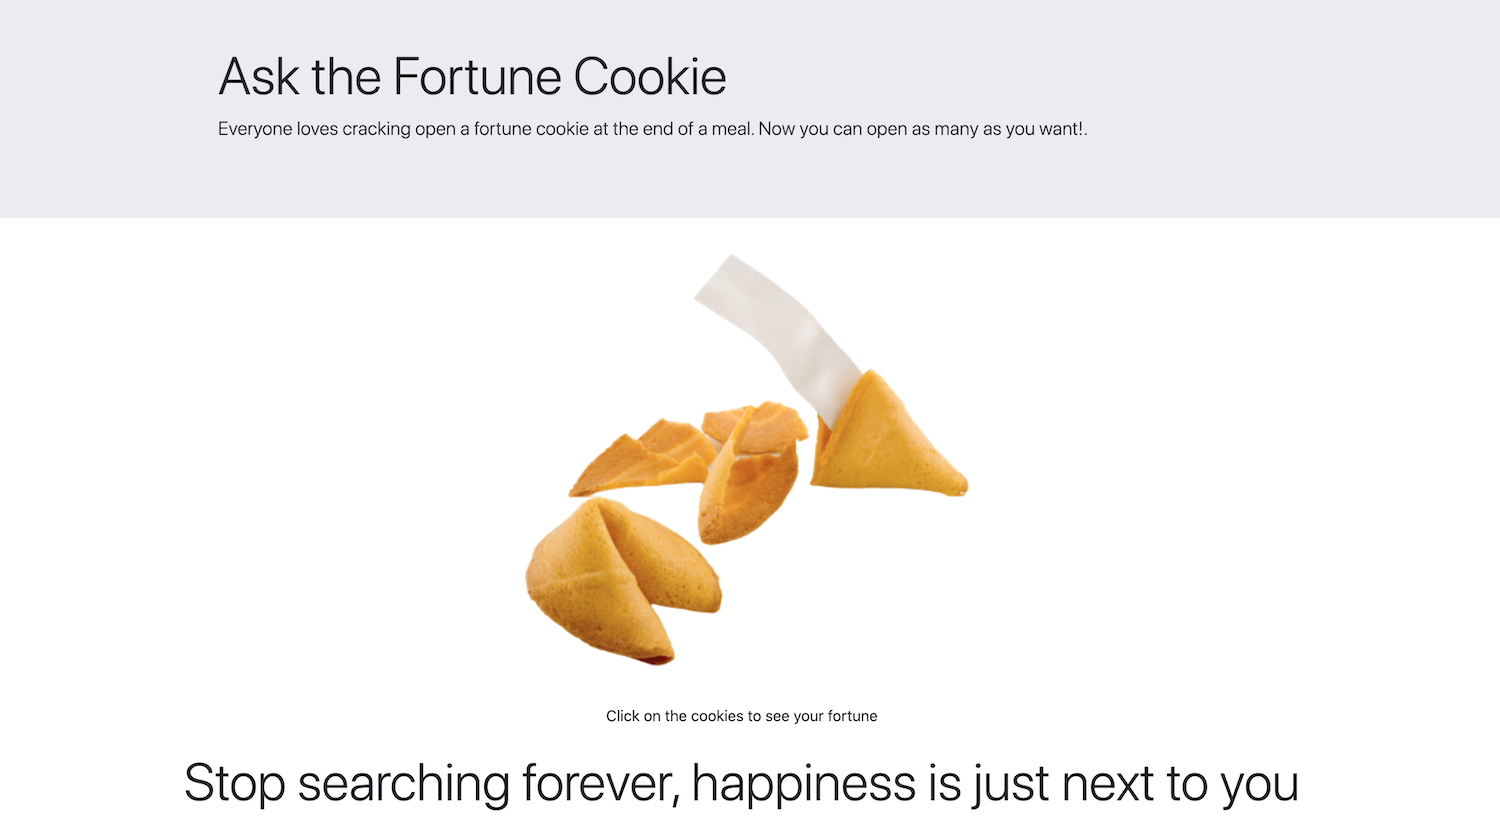 Ask the Fortune Cookie
Everyone loves cracking open a fortune cookie at the end of a meal. Now you can open as many as you want!.
Click on the cookies to see your fortune
Stop searching forever, happiness is just next to you